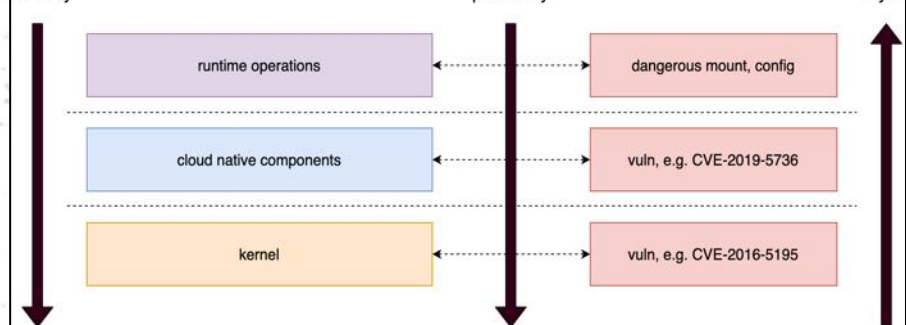 runtime operations
dangerous mount, config
cloud native components
vuln, e.g. CVE-2019-5736
kernel
vuln, e.g. CVE-2016-5195